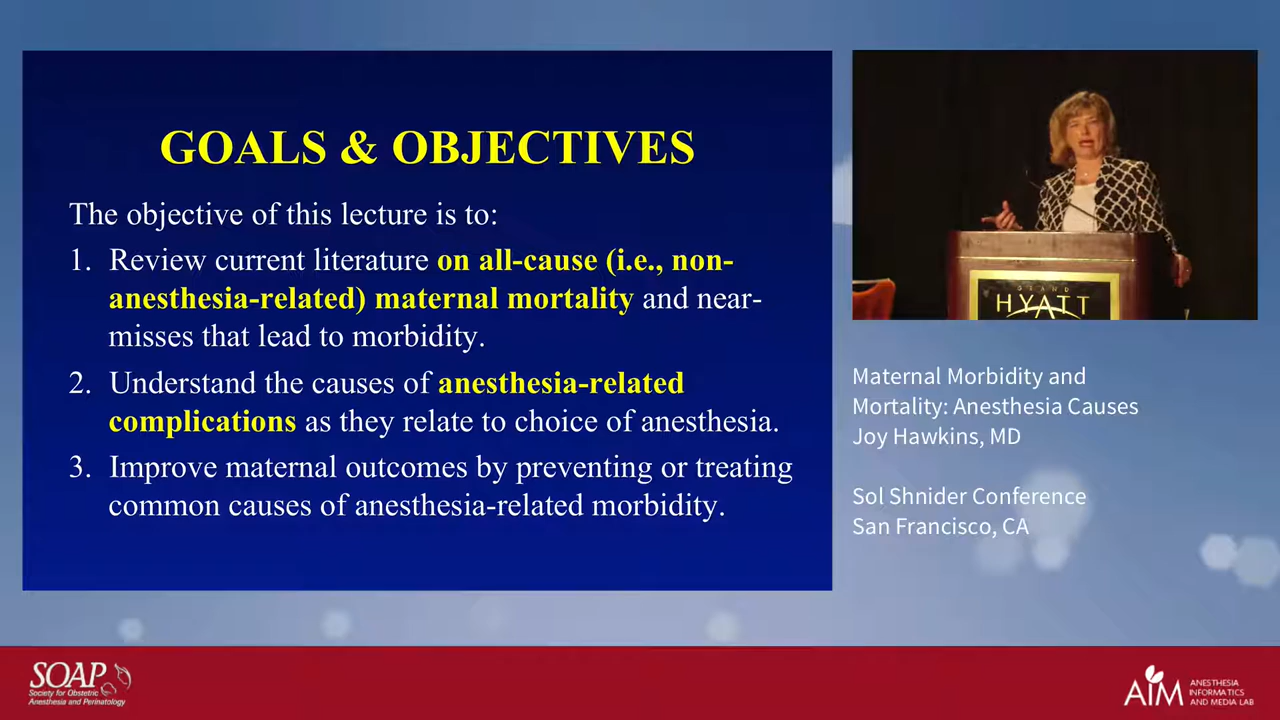 GOALS & OBJECTIVES
The objective of this lecture is to:
1. Review current literature on all-cause (i.e., non-
anesthesia-related) maternal mortality and near-
misses that lead to morbidity.
2. Understand the causes of anesthesia-related
complications as they relate to choice of anesthesia.
3. Improve maternal outcomes by preventing or treating
common causes of anesthesia-related morbidity.
GRAND
HYATT
Maternal Morbidity and
Mortality: Anesthesia Causes
Joy Hawkins, MD
Sol Shnider Conference
San Francisco, CA
SOAP
Society for Obstetric
Anesthesia and Perinatology
AIM
ANESTHESIA
INFORMATICS
AND MEDIA LAB